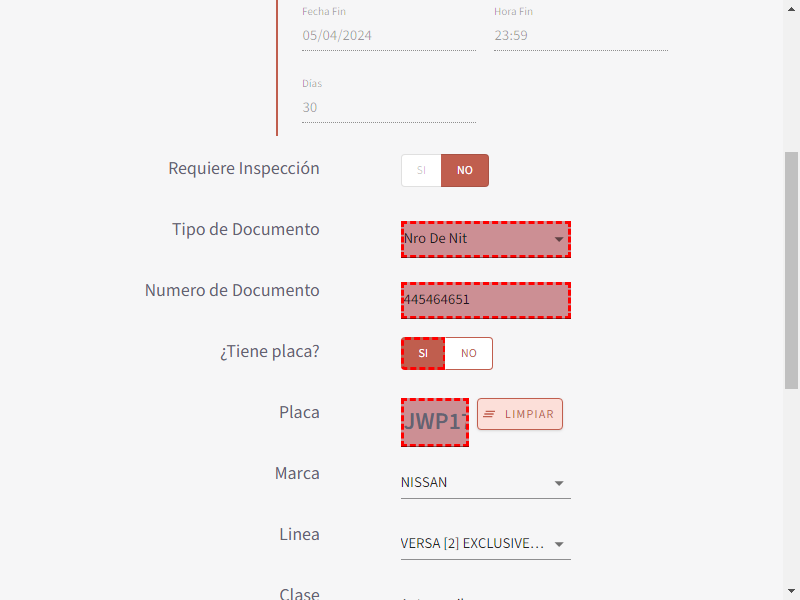 Fecha Fin
Hora Fin
05/04/2024
23:59
Días
30
Requiere Inspección
SI
NO
Tipo de Documento
Nro De Nit
Numero de Documento
445464651
¿Tiene placa?
SI
NO
Placa
JWP1
LIMPIAR
Marca
NISSAN
Linea
VERSA [2] EXCLUSIVE...
Clase